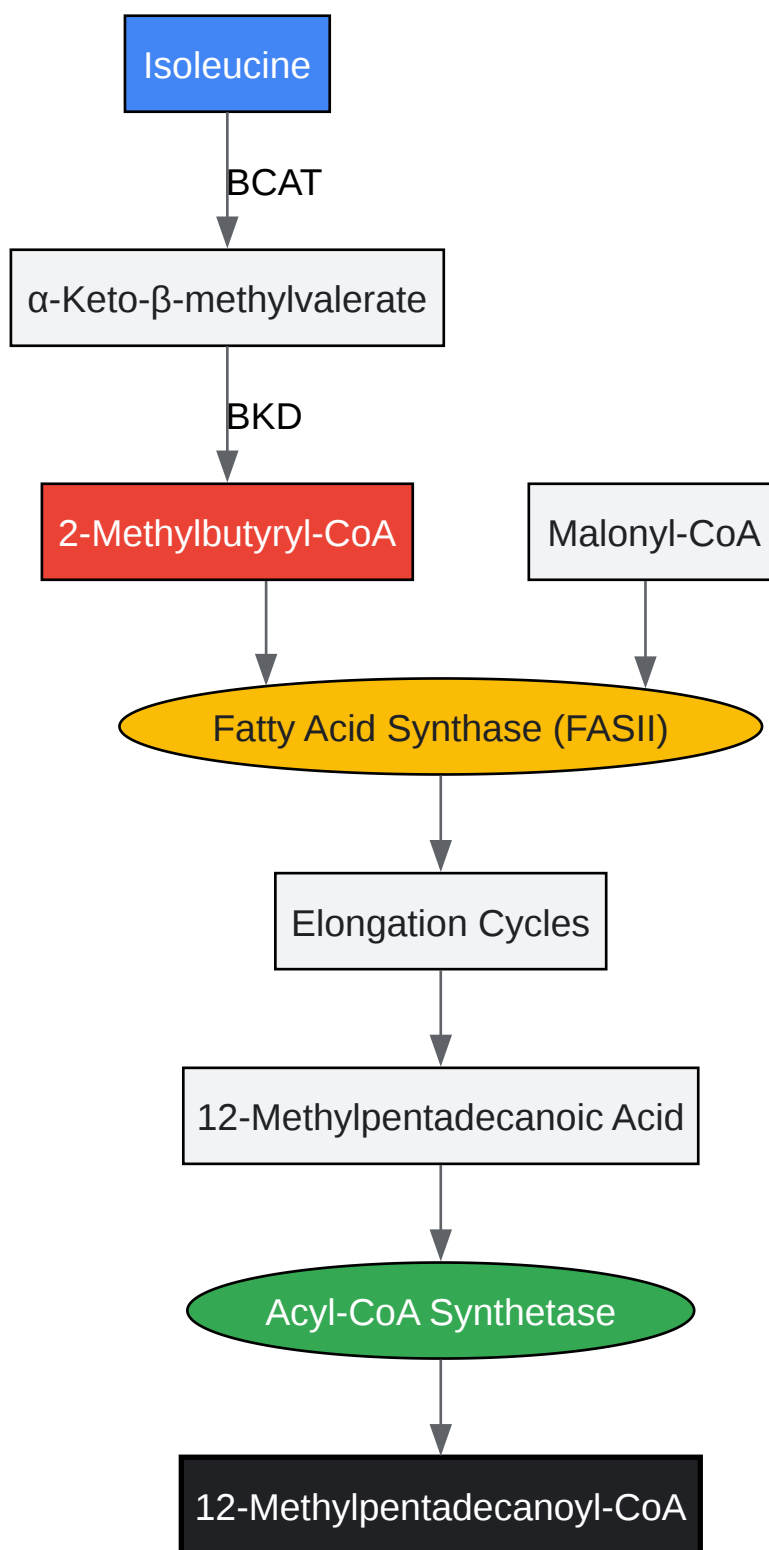 Isoleucine
BCAT
α-Keto-β-methylvalerate
BKD
2-Methylbutyryl-CoA
Malonyl-CoA
Fatty Acid Synthase (FASII)
Elongation Cycles
12-Methylpentadecanoic Acid
Acyl-CoA Synthetase
12-Methylpentadecanoyl-CoA